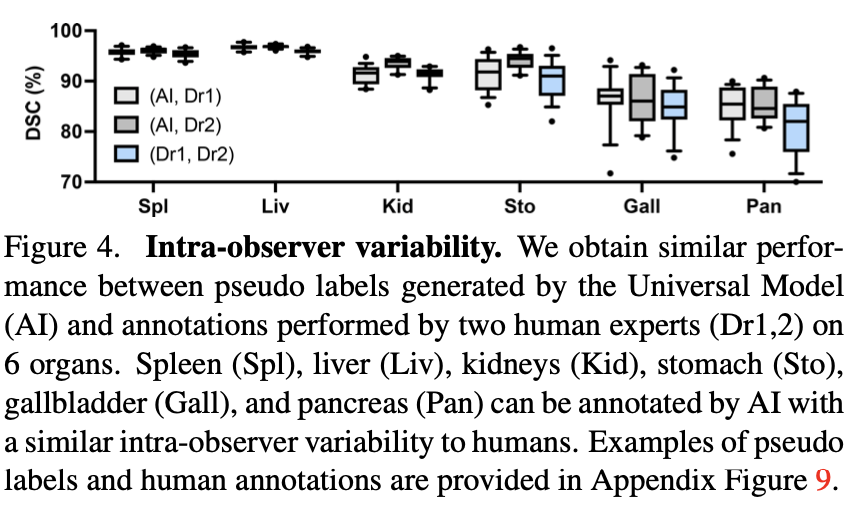 100
90
80
70
DSC (%)
(AI, Dr1)
(AI, Dr2)
(Dr1, Dr2)
Spl Liv Kid Sto Gall Pan
Figure 4. Intra-observer variability. We obtain similar perfor-
mance between pseudo labels generated by the Universal Model
(AI) and annotations performed by two human experts (Dr1,2) on
6 organs. Spleen (Spl), liver (Liv), kidneys (Kid), stomach (Sto),
gallbladder (Gall), and pancreas (Pan) can be annotated by AI with
a similar intra-observer variability to humans. Examples of pseudo
labels and human annotations are provided in Appendix Figure 9.